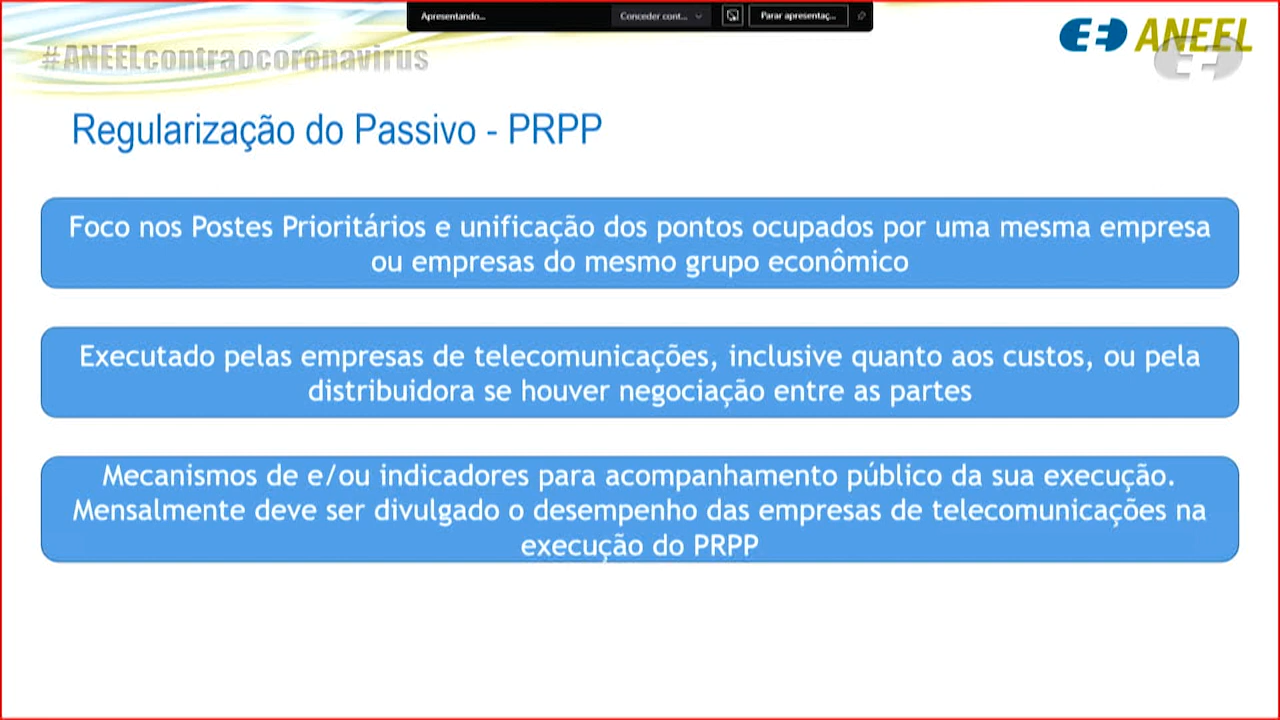 Apresentando...
Conceder cont...
Parar apresentaç...
#ANEELcontraocoronavirus
ANEEL
Regularização do Passivo - PRPP
Foco nos Postes Prioritários e unificação dos pontos ocupados por uma mesma empresa
ou empresas do mesmo grupo econômico
Executado pelas empresas de telecomunicações, inclusive quanto aos custos, ou pela
distribuidora se houver negociação entre as partes
Mecanismos de e/ou indicadores para acompanhamento público da sua execução.
Mensalmente deve ser divulgado o desempenho das empresas de telecomunicações na
execução do PRPP